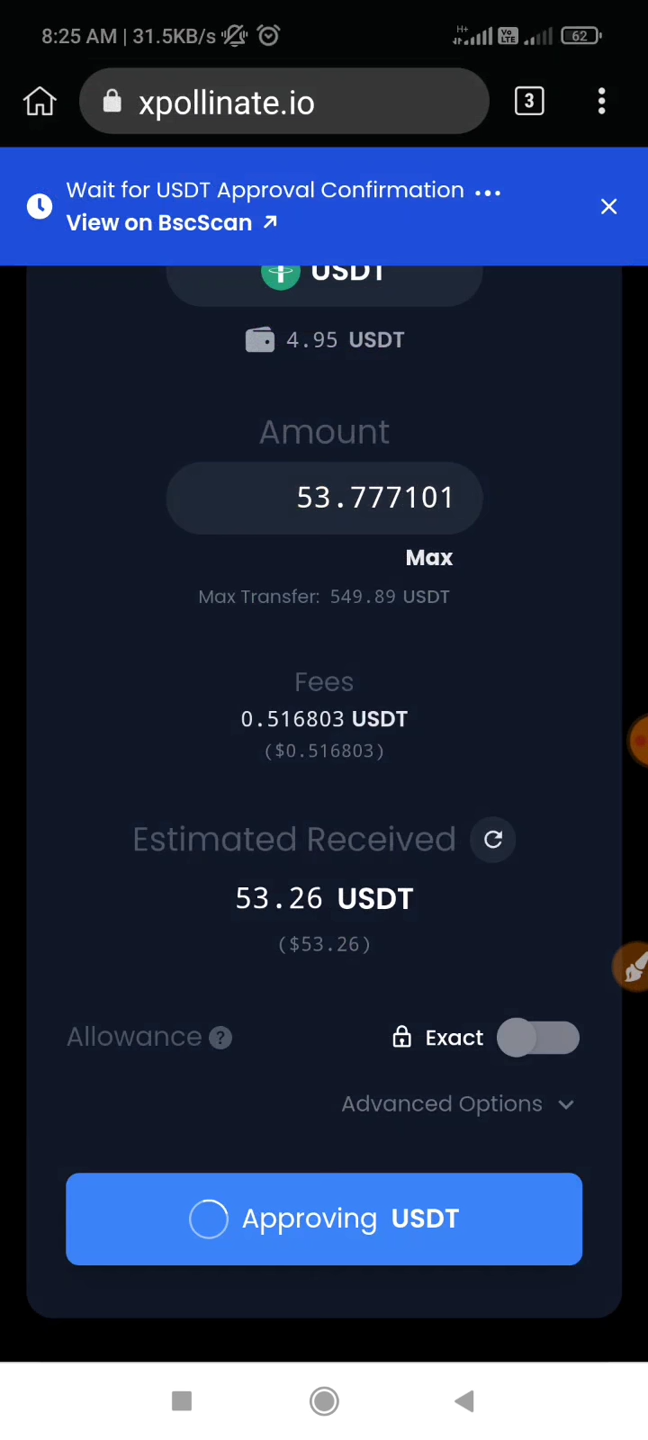 8:25 AM | 31.5KB/s
H+ Vo LTE 62
xpollinate.io 3
Wait for USDT Approval Confirmation •••
View on BscScan ↗
USDT
4.95 USDT
Amount
53.777101
Max
Max Transfer: 549.89 USDT
Fees
0.516803 USDT
($0.516803)
Estimated Received
53.26 USDT
($53.26)
Allowance ? Exact
Advanced Options
Approving USDT